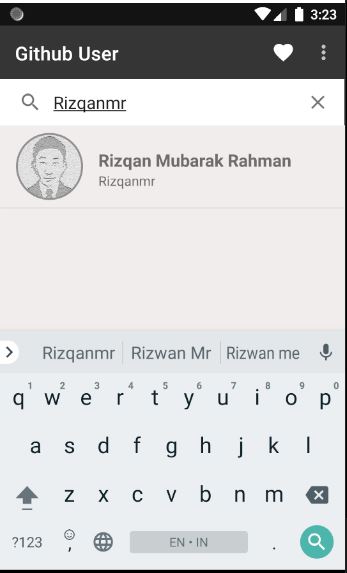 3:23
Github User
Rizqanmr
Rizqan Mubarak Rahman
Rizqanmr
Rizqanmr Rizwan Mr Rizwan me
q1 w2 e3 r4 t5 y6 u7 i8 o9 p0
a s d f g h j k l
z x c v b n m
?123 , EN • IN .